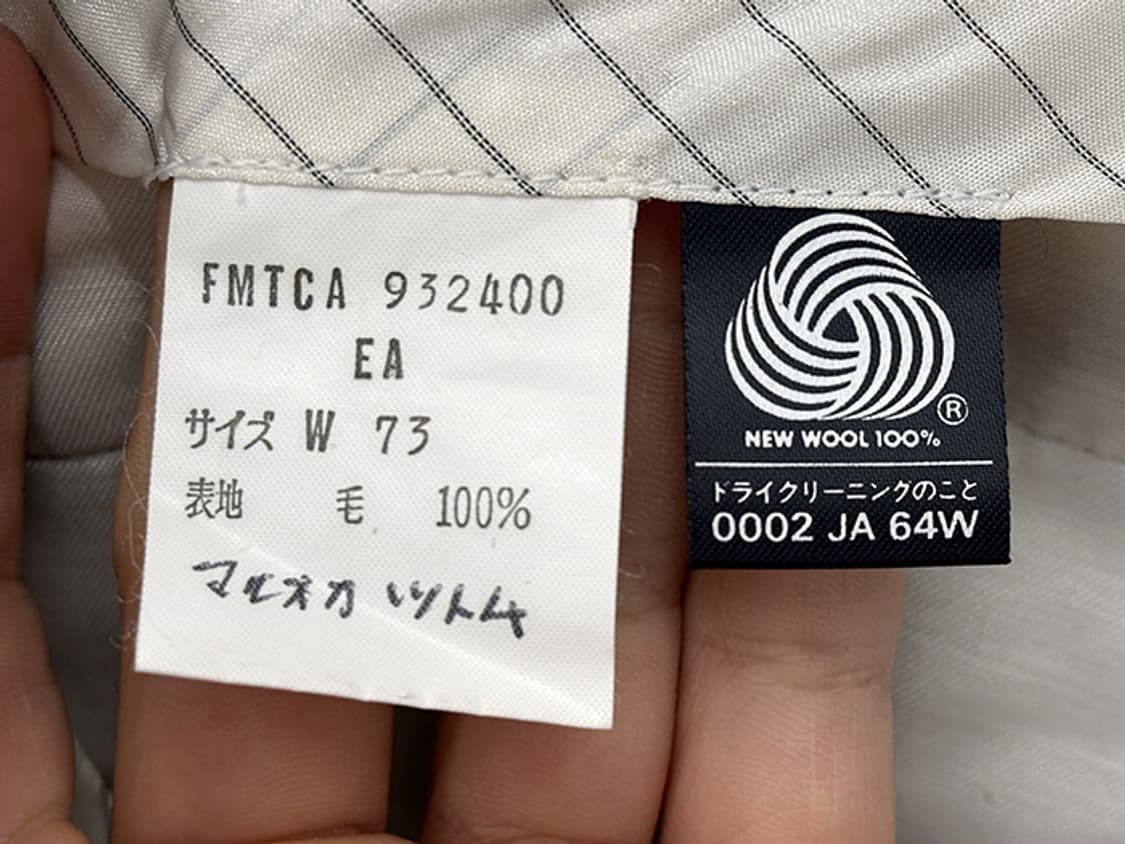 FMTCA 932400
EA
サイズ W 73
表地 毛 100%
マルオカ ツトム
®
NEW WOOL 100%
ドライクリーニングのこと
0002 JA 64W